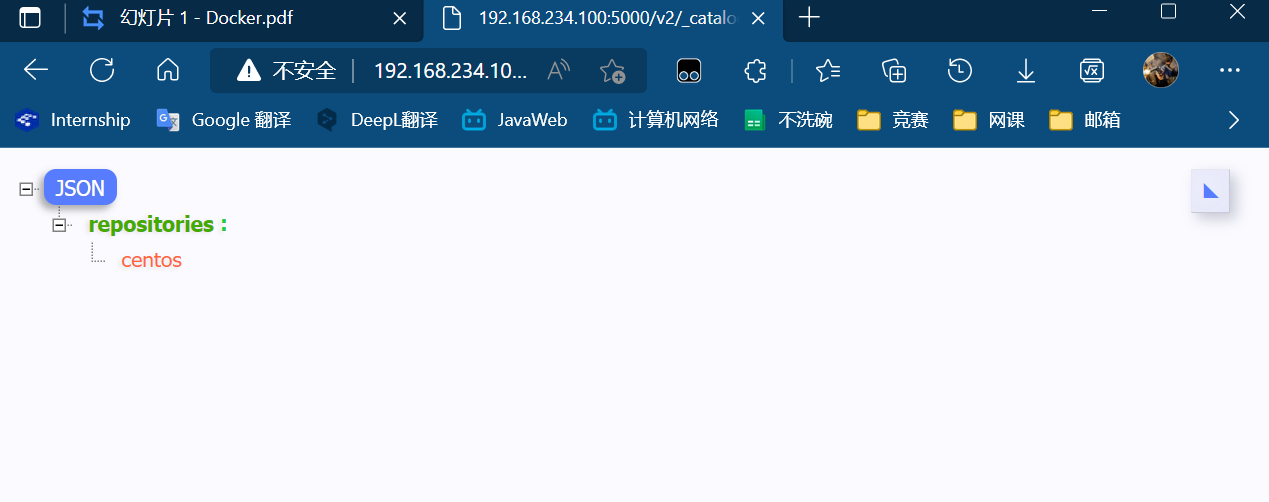 幻灯片 1 - Docker.pdf
192.168.234.100:5000/v2/_catalo
不安全
192.168.234.10...
Internship
Google 翻译
DeepL翻译
JavaWeb
计算机网络
不洗碗
竞赛
网课
邮箱
JSON
repositories :
centos